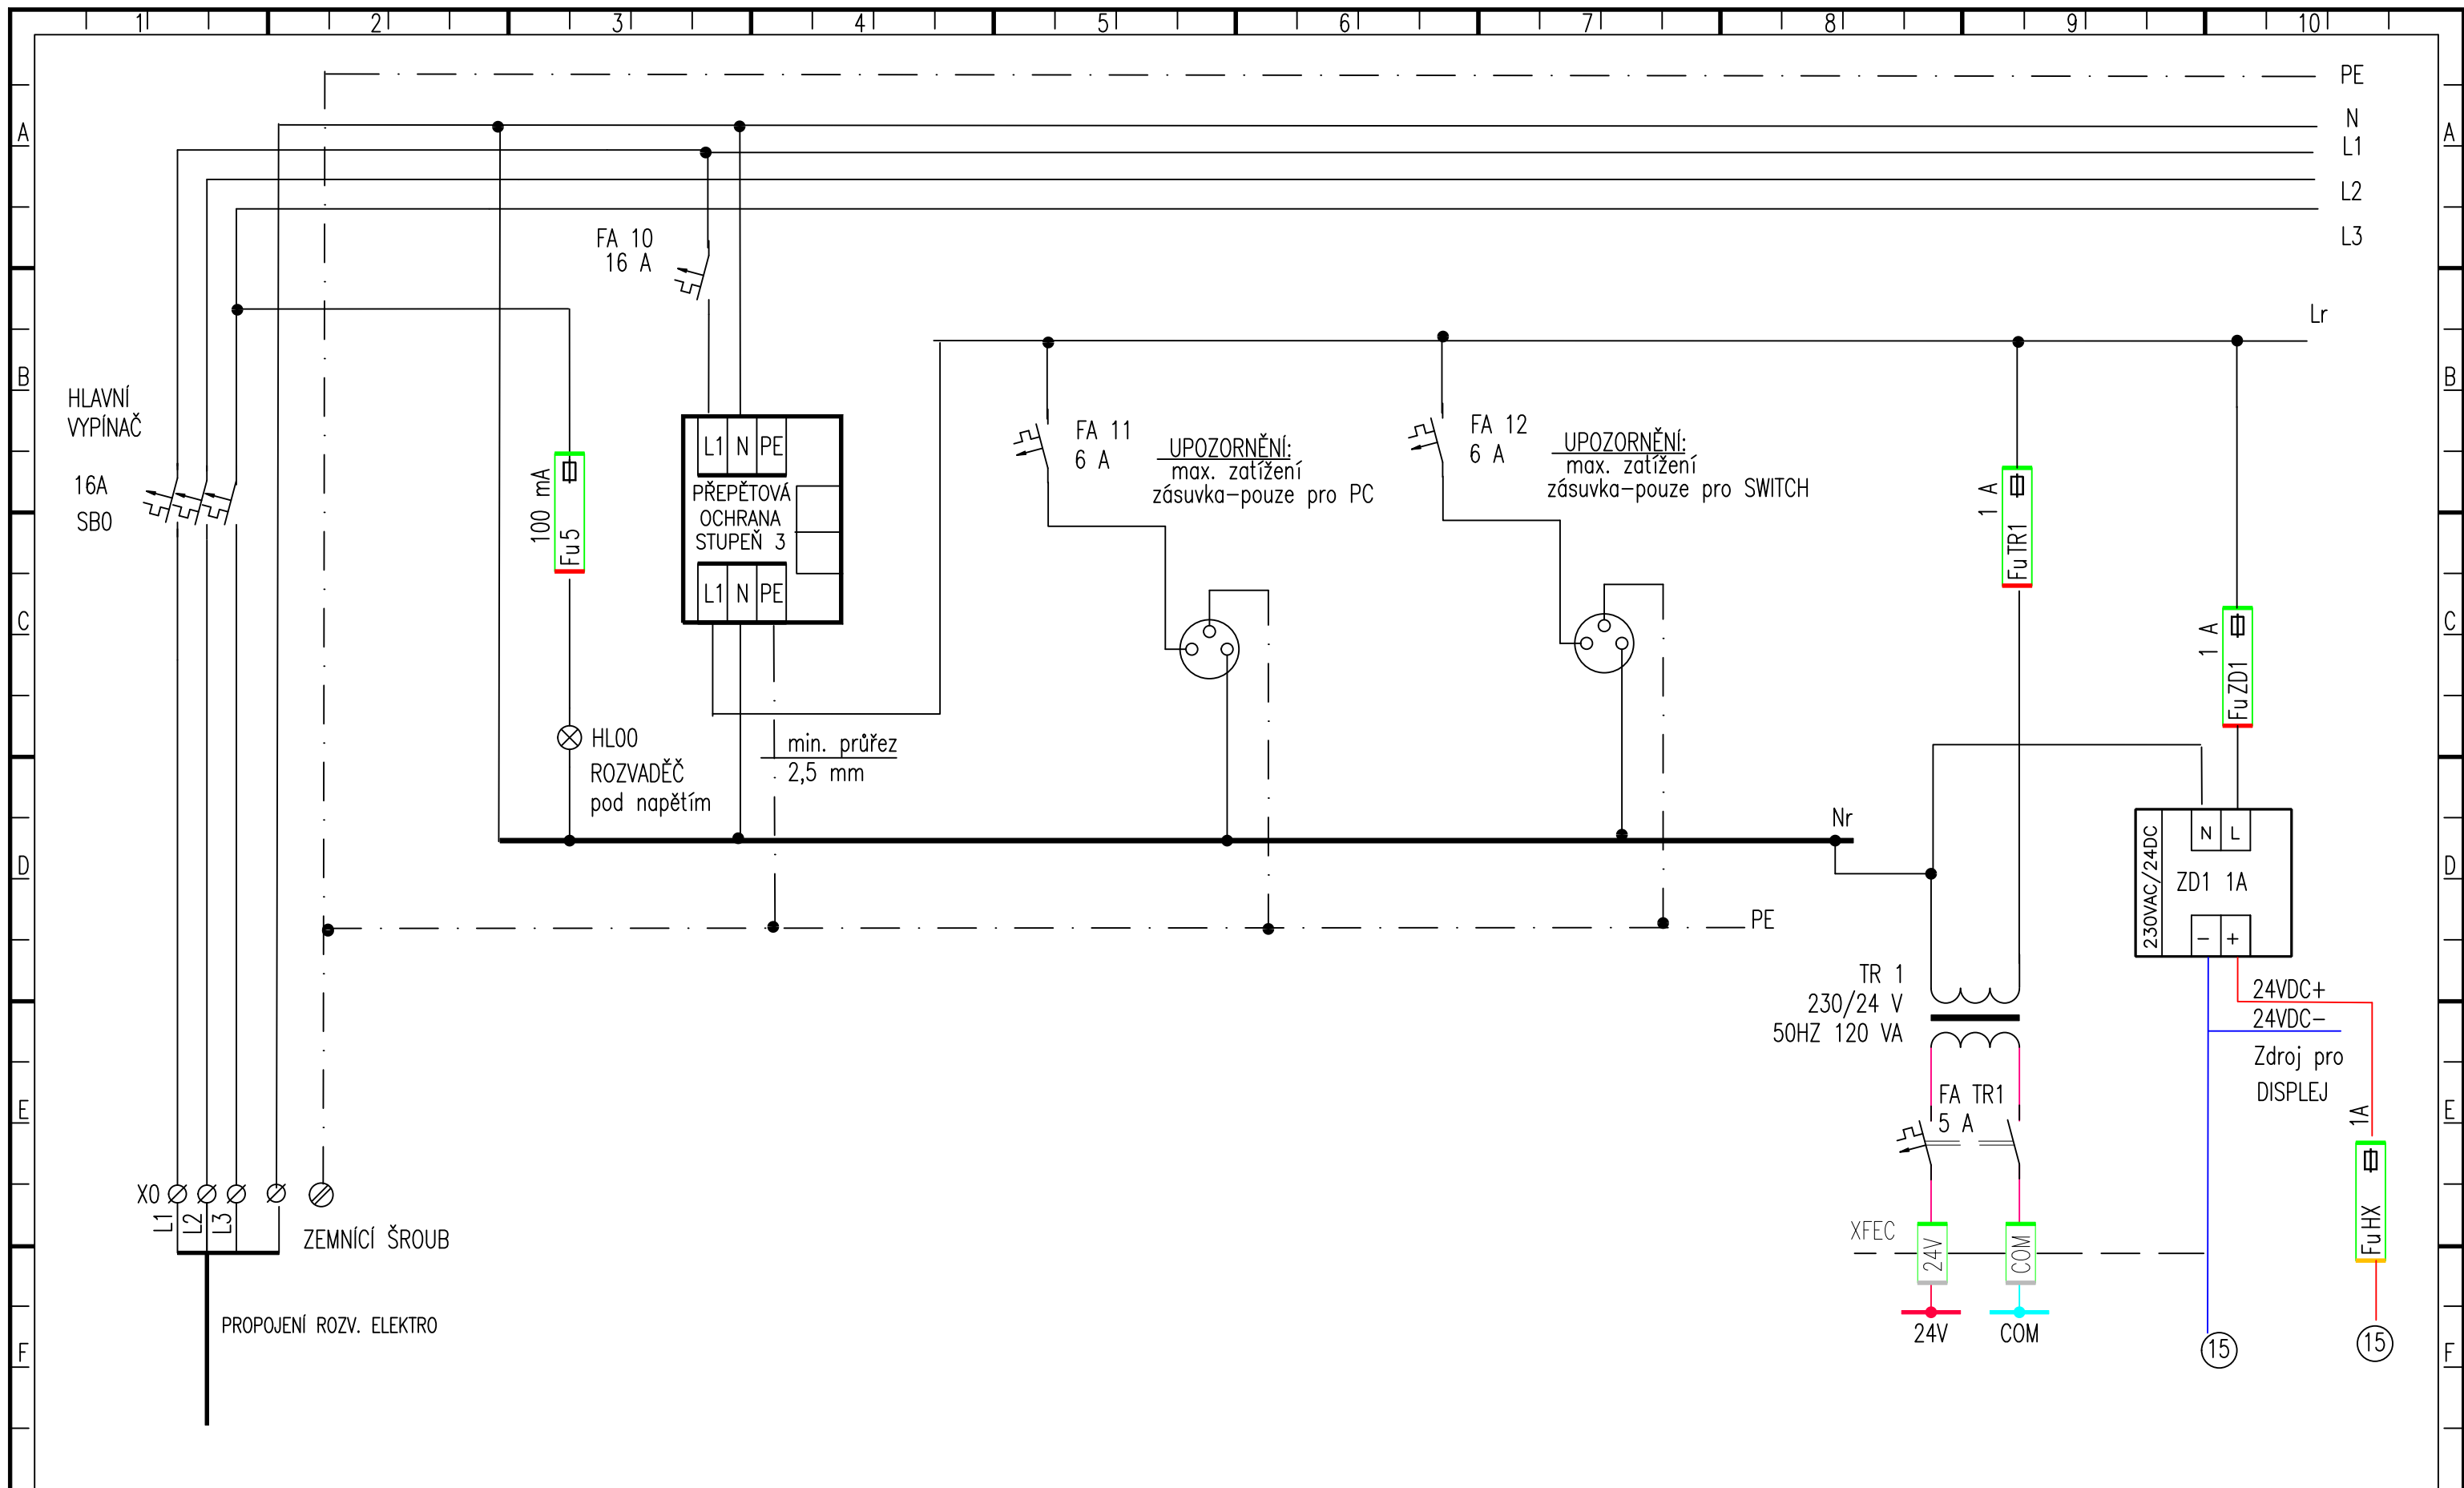 1 2 3 4 5 6 7 8 9 10
PE
A
N
A
L1
L2
L3
FA 10
16 A
Lr
B
B
HLAVNÍ
VYPÍNAČ
16A
SB0
100 mA
Fu5
L1 N PE
PŘEPĚTOVÁ
OCHRANA
STUPEŇ 3
L1 N PE
FA 11
6 A
UPOZORNĚNÍ:
max. zatížení
zásuvka-pouze pro PC
FA 12
6 A
UPOZORNĚNÍ:
max. zatížení
zásuvka-pouze pro SWITCH
1 A
FuTR1
1 A
FuZD1
C
C
HL00
ROZVADĚČ
pod napětím
min. průřez
2,5 mm
Nr
D
D
230VAC/24DC
N L
ZD1 1A
- +
PE
TR 1
230/24 V
50HZ 120 VA
24VDC+
24VDC-
Zdroj pro
DISPLEJ
E
E
FA TR1
5 A
1A
FuHX
X0
L1
L2
L3
ZEMNÍCÍ ŠROUB
XFEC
24V
COM
PROPOJENÍ ROZV. ELEKTRO
24V
COM
15
15
F
F